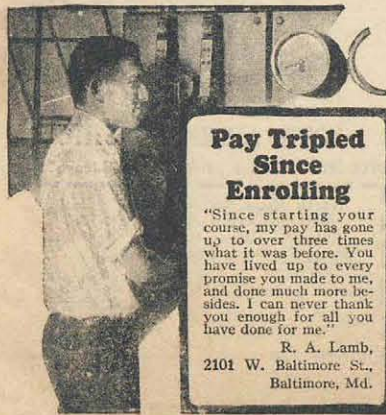 Pay Tripled
Since
Enrolling
"Since starting your
course, my pay has gone
up to over three times
what it was before. You
have lived up to every
promise you made to me,
and done much more be-
sides. I can never thank
you enough for all you
have done for me."
R. A. Lamb,
2101 W. Baltimore St.,
Baltimore, Md.